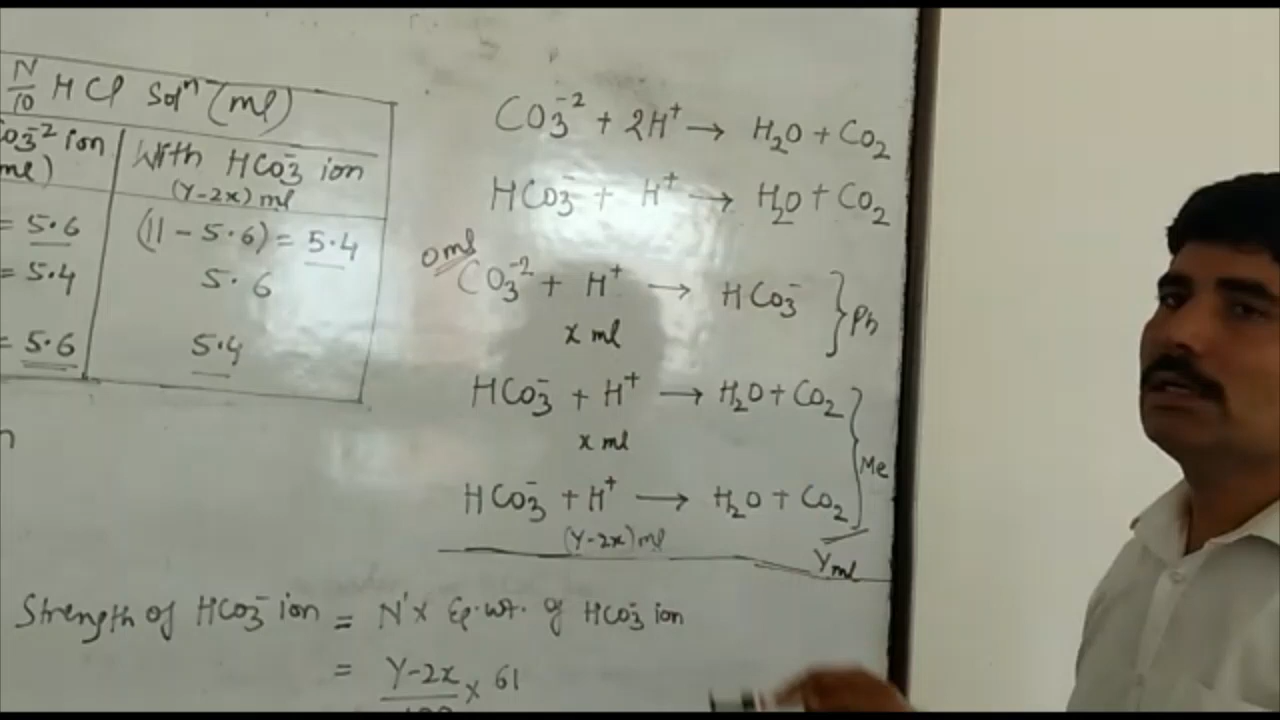 N/10 HCl Solⁿ (ml)
CO₃⁻² ion
ml)
With HCO₃⁻ ion
(Y-2x) ml
= 5.6
(11 - 5.6) = 5.4
= 5.4
5.6
= 5.6
5.4
n
CO₃⁻² + 2H⁺ → H₂O + CO₂
HCO₃⁻ + H⁺ → H₂O + CO₂
0 ml
CO₃⁻² + H⁺ → HCO₃⁻ } Ph
x ml
HCO₃⁻ + H⁺ → H₂O + CO₂
x ml
} Me
HCO₃⁻ + H⁺ → H₂O + CO₂
(Y-2x) ml
Y ml
Strength of HCO₃⁻ ion = N' x Eq. wt. of HCO₃⁻ ion
= Y-2x x 61